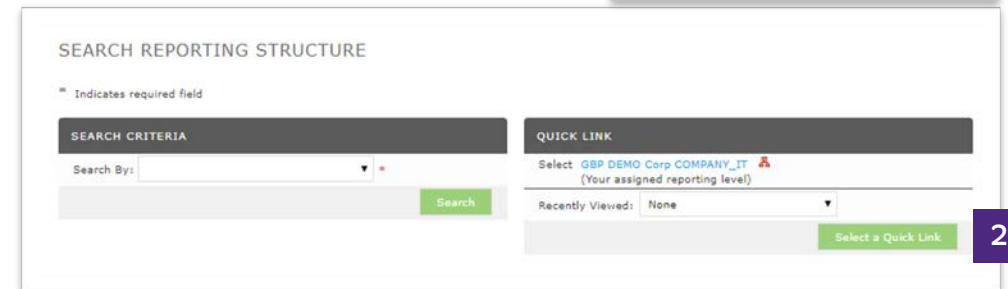 SEARCH REPORTING STRUCTURE
* Indicates required field
SEARCH CRITERIA
Search By: *
Search
QUICK LINK
Select GBP DEMO Corp COMPANY_IT
(Your assigned reporting level)
Recently Viewed: None
Select a Quick Link
2